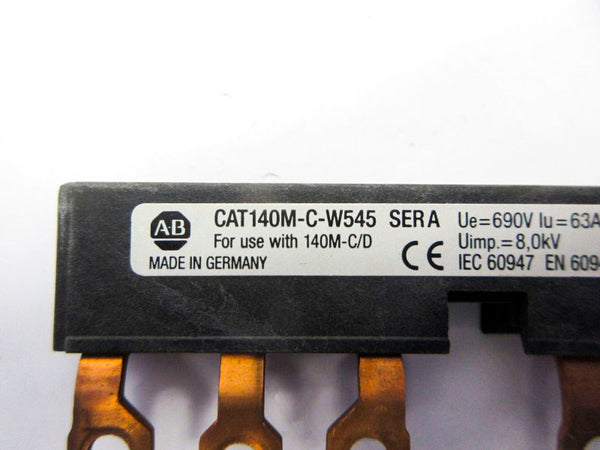 AB
CAT140M-C-W545 SER A
For use with 140M-C/D
MADE IN GERMANY
CE
Ue=690V Iu=63A
Uimp.=8,0kV
IEC 60947 EN